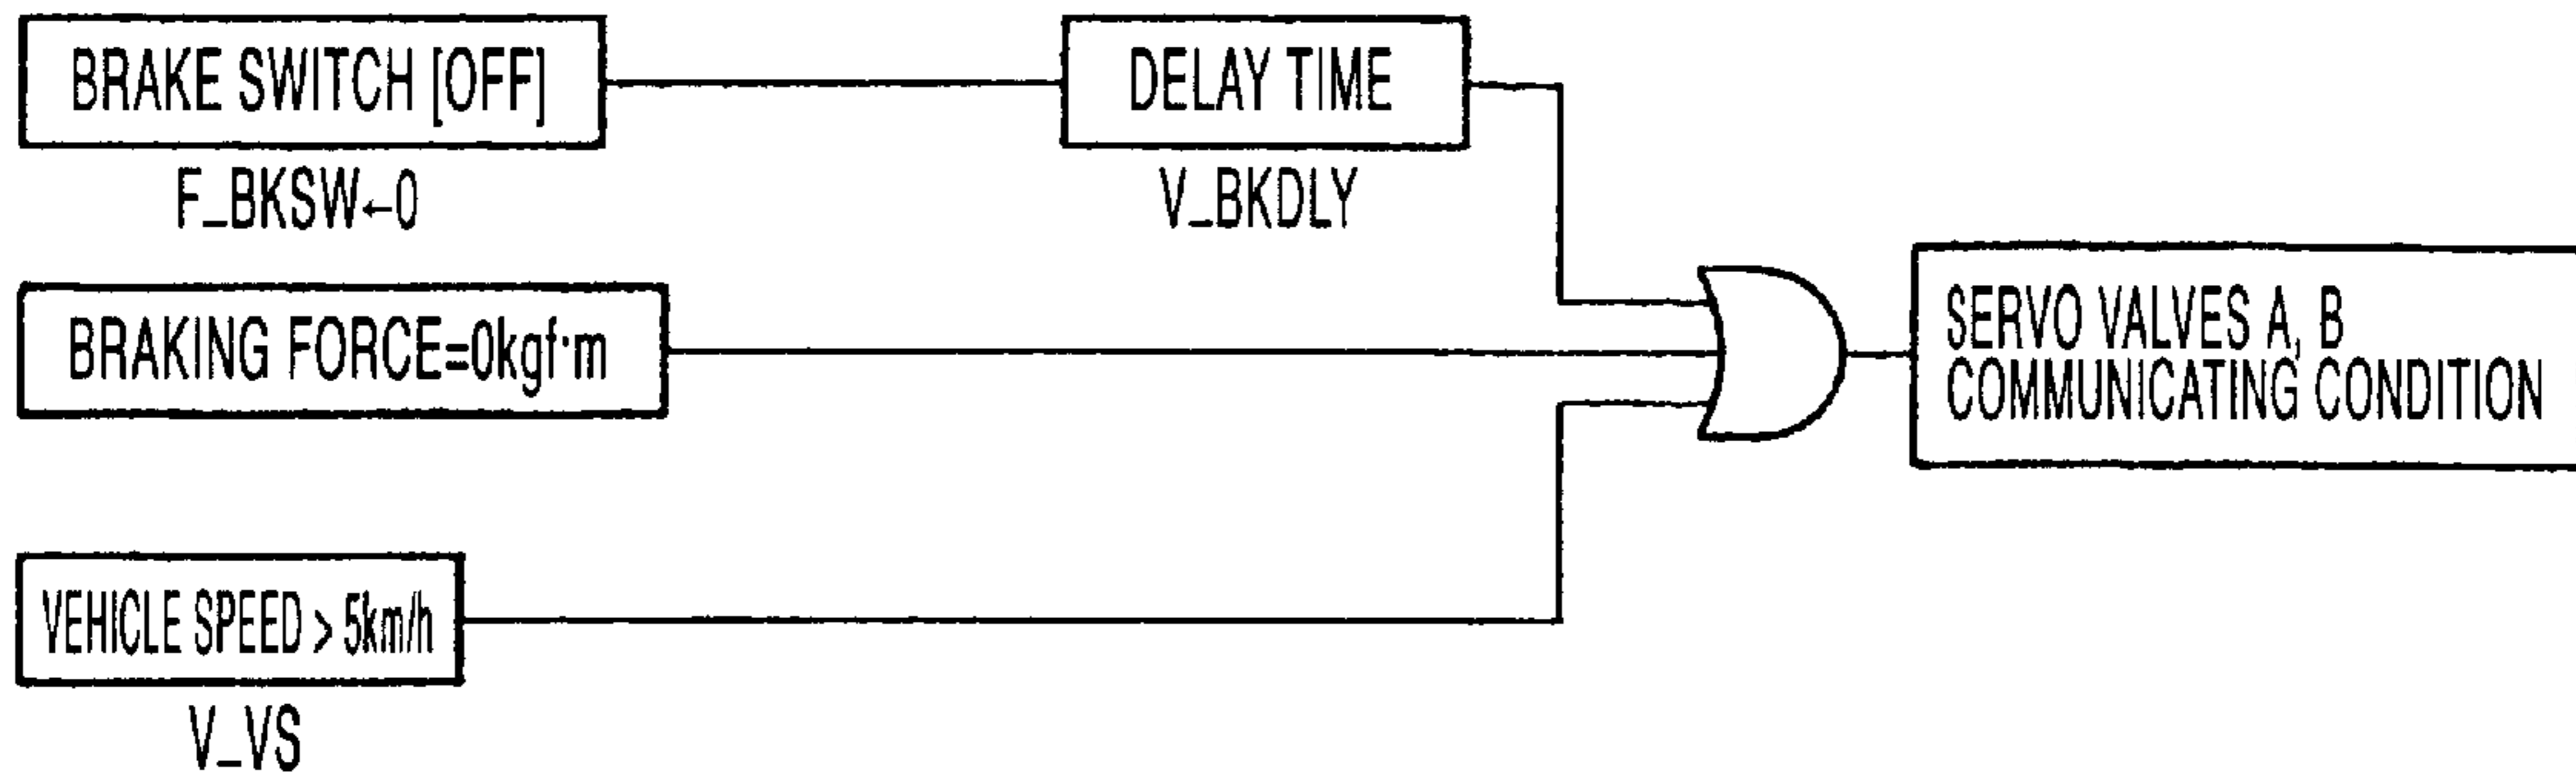 BRAKE SWITCH [OFF]
F_BKSW←0
DELAY TIME
V_BKDLY
BRAKING FORCE=0kgf·m
SERVO VALVES A, B
COMMUNICATING CONDITION
VEHICLE SPEED > 5km/h
V_VS